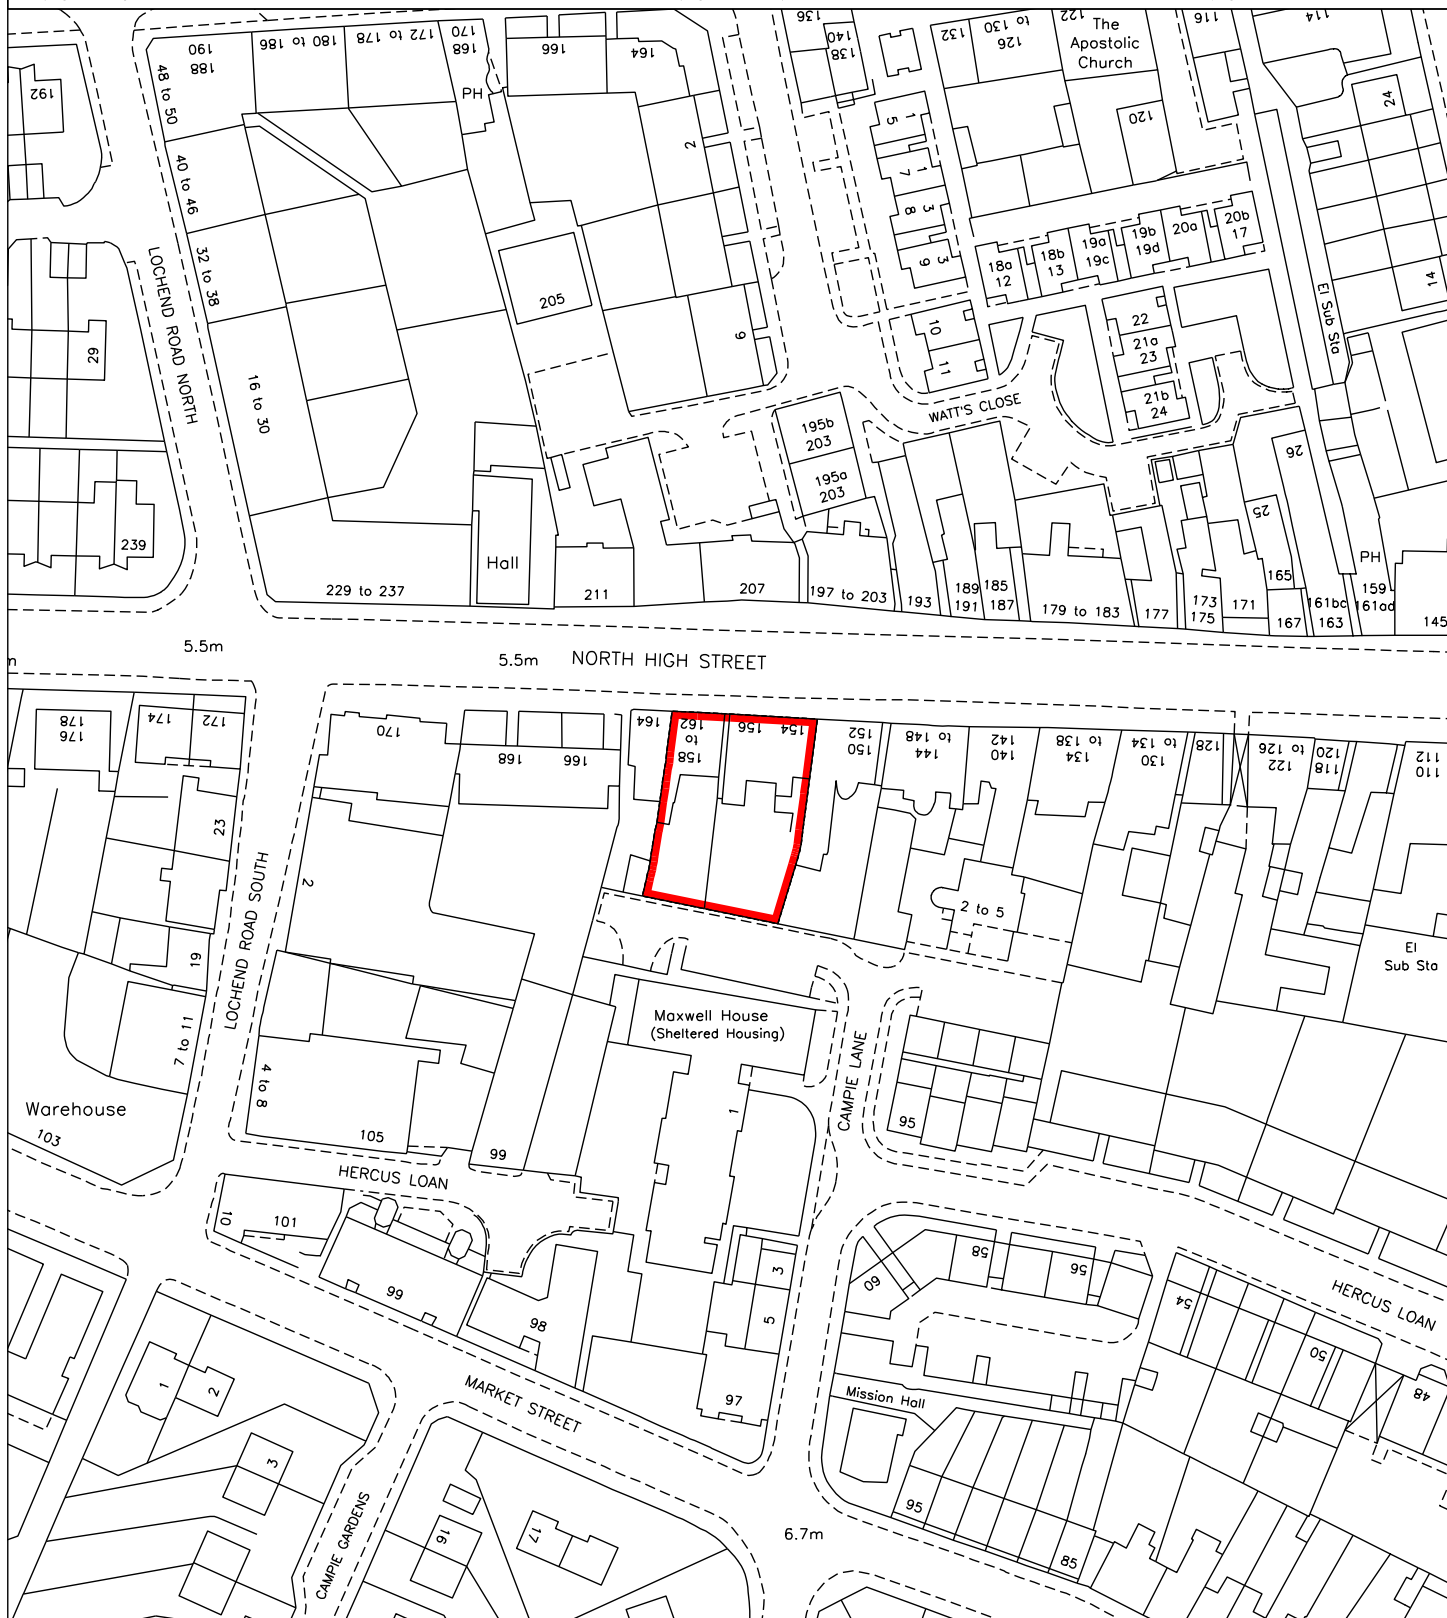 190
188
186 to 180
178 to 172
170
168
166
164
136
140
138
132
130 to 126
122
The
Apostolic
Church
116
114
192
48 to 50
PH
2
5
1
7
120
24
40 to 46
8
3
9
3
19a
19c
19b
19d
20a
20b
17
18a
12
18b
13
LOCHEND ROAD NORTH
32 to 38
205
29
6
10
11
22
21a
23
21b
24
El Sub Sta
14
16 to 30
WATT'S CLOSE
195b
203
195a
203
26
25
239
Hall
229 to 237
211
207
197 to 203
193
189
191
185
187
179 to 183
177
173
175
171
165
167
161bc
163
PH
159
161ad
145
5.5m
5.5m
NORTH HIGH STREET
m
178
176
174
172
170
168
166
164
162
to
158
156
154
152
150
148 to
144
142
140
138 to
134
134 to
130
128
126 to
122
120
118
112
110
23
2
LOCHEND ROAD SOUTH
2 to 5
El
Sub Sta
19
Maxwell House
(Sheltered Housing)
7 to 11
CAMPIE LANE
4 to 8
1
Warehouse
103
105
99
95
HERCUS LOAN
10
101
3
58
56
60
54
HERCUS LOAN
99
98
5
50
48
1
2
MARKET STREET
97
Mission Hall
3
95
85
CAMPIE GARDENS
16
17
6.7m